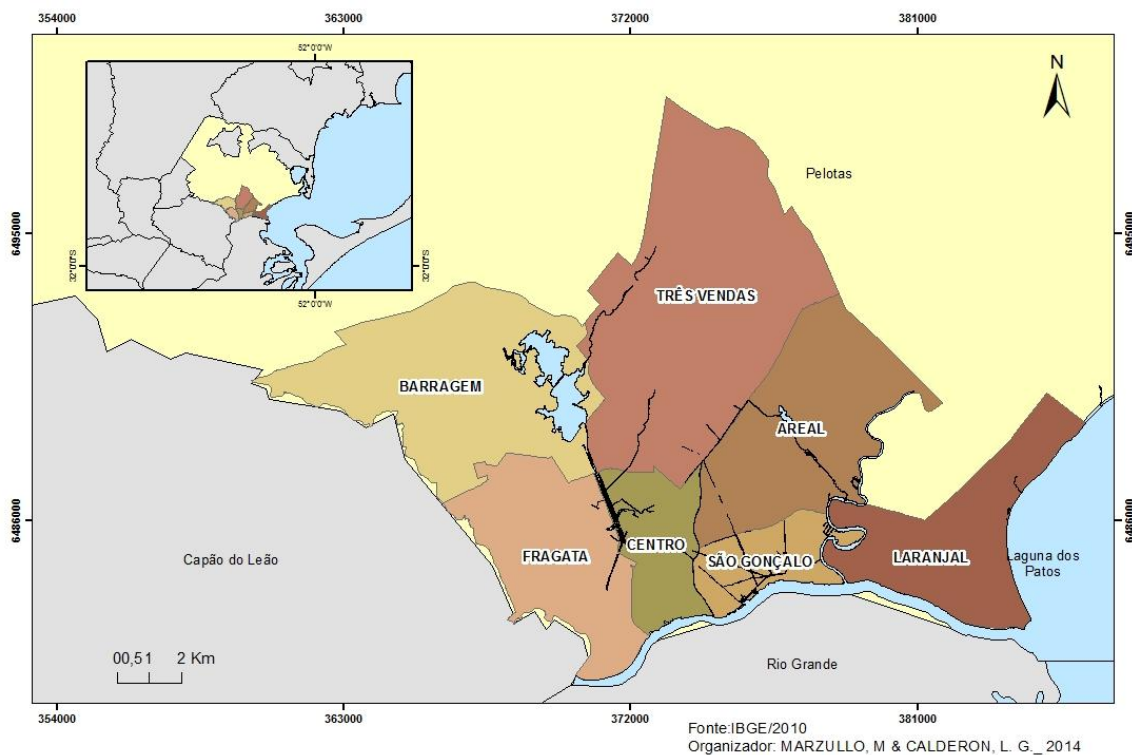 354000 363000 372000 381000
52°0'0"W
N
Pelotas
6495000 6495000
32°0'0"S 32°0'0"S
52°0'0"W
TRÊS VENDAS
BARRAGEM
AREAL
6486000 6486000
Capão do Leão
FRAGATA
CENTRO
SÃO GONÇALO
LARANJAL
Laguna dos
Patos
00,51 2 Km
Rio Grande
354000 363000 372000 381000
Fonte:IBGE/2010
Organizador: MARZULLO, M & CALDERON, L. G._ 2014